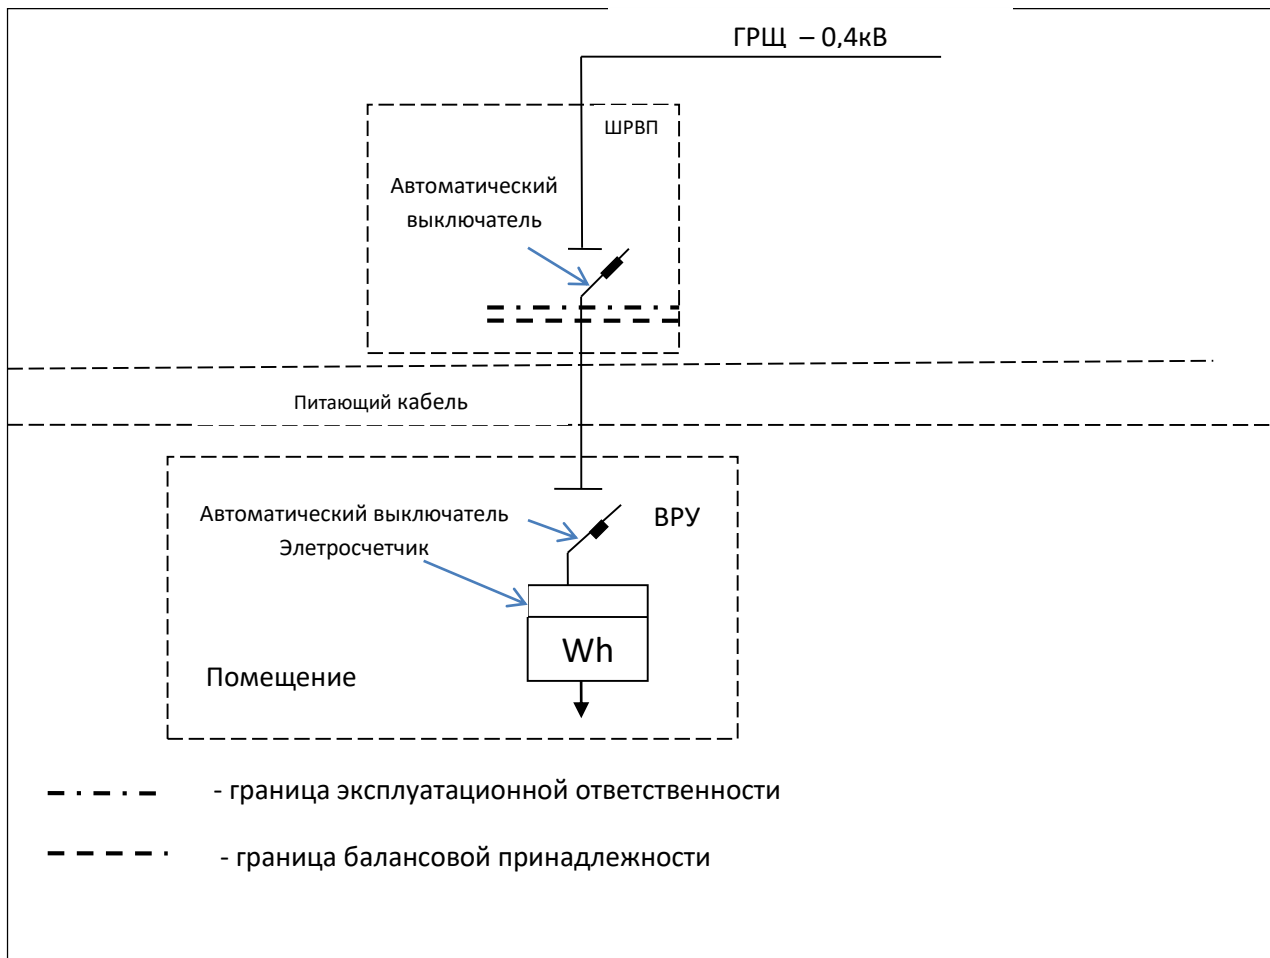 ГРЩ – 0,4кВ
ШРВП
Автоматический
выключатель
Питающий кабель
Автоматический выключатель
ВРУ
Элетросчетчик
Wh
Помещение
- граница эксплуатационной ответственности
- граница балансовой принадлежности